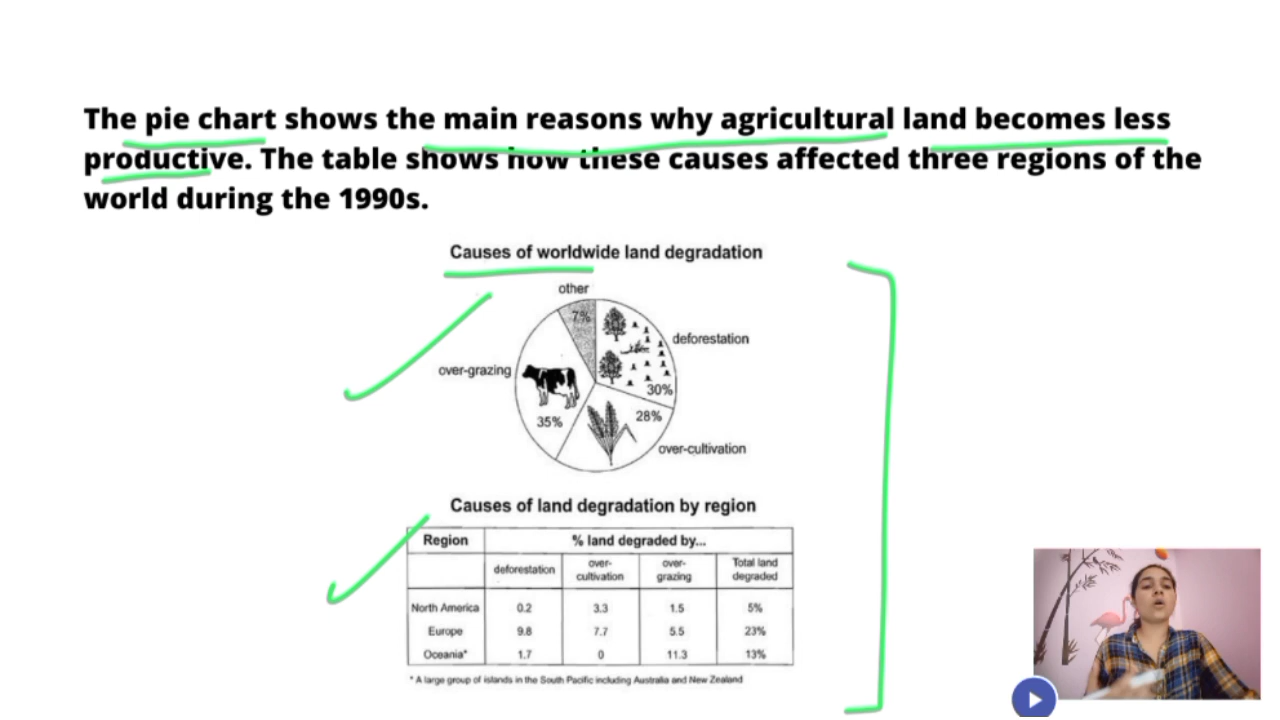 The pie chart shows the main reasons why agricultural land becomes less
productive. The table shows how these causes affected three regions of the
world during the 1990s.
Causes of worldwide land degradation
other
7%
deforestation
over-grazing
30%
28%
35%
over-cultivation
Causes of land degradation by region
Region % land degraded by...
deforestation over-cultivation over-grazing Total land degraded
North America 0.2 3.3 1.5 5%
Europe 9.8 7.7 5.5 23%
Oceania* 1.7 0 11.3 13%
* A large group of islands in the South Pacific including Australia and New Zealand